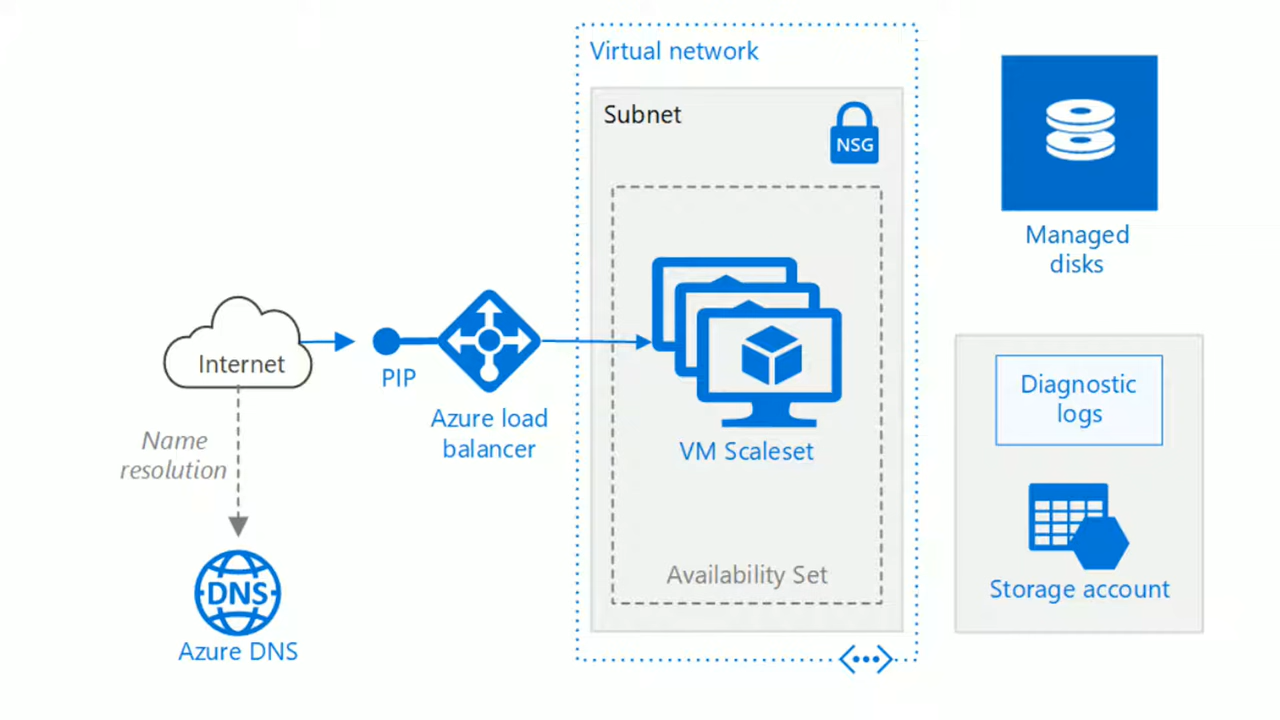 Virtual network
Subnet
NSG
Managed
disks
Internet
PIP
Azure load
balancer
VM Scaleset
Diagnostic
logs
Name
resolution
Availability Set
Storage account
DNS
Azure DNS